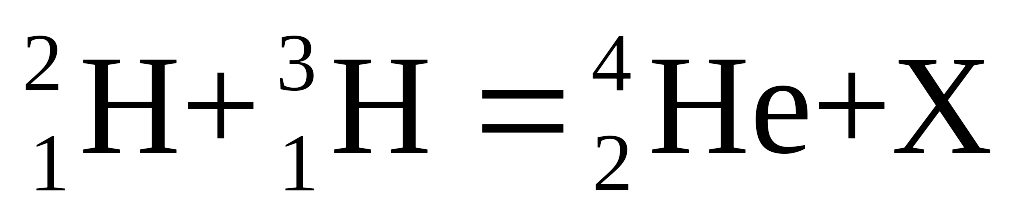 ²₁H+³₁H = ⁴₂He+X